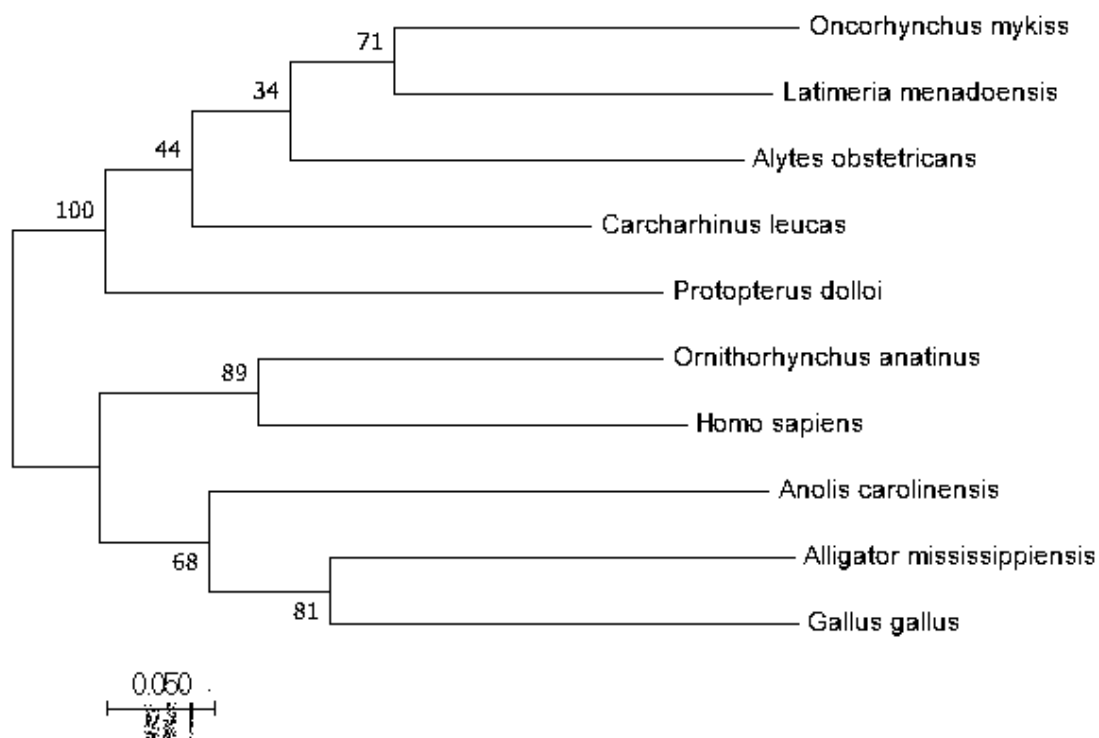 Oncorhynchus mykiss
71
Latimeria menadoensis
34
Alytes obstetricans
44
Carcharhinus leucas
100
Protopterus dolloi
Ornithorhynchus anatinus
89
Homo sapiens
Anolis carolinensis
68
Alligator mississippiensis
81
Gallus gallus
0.050